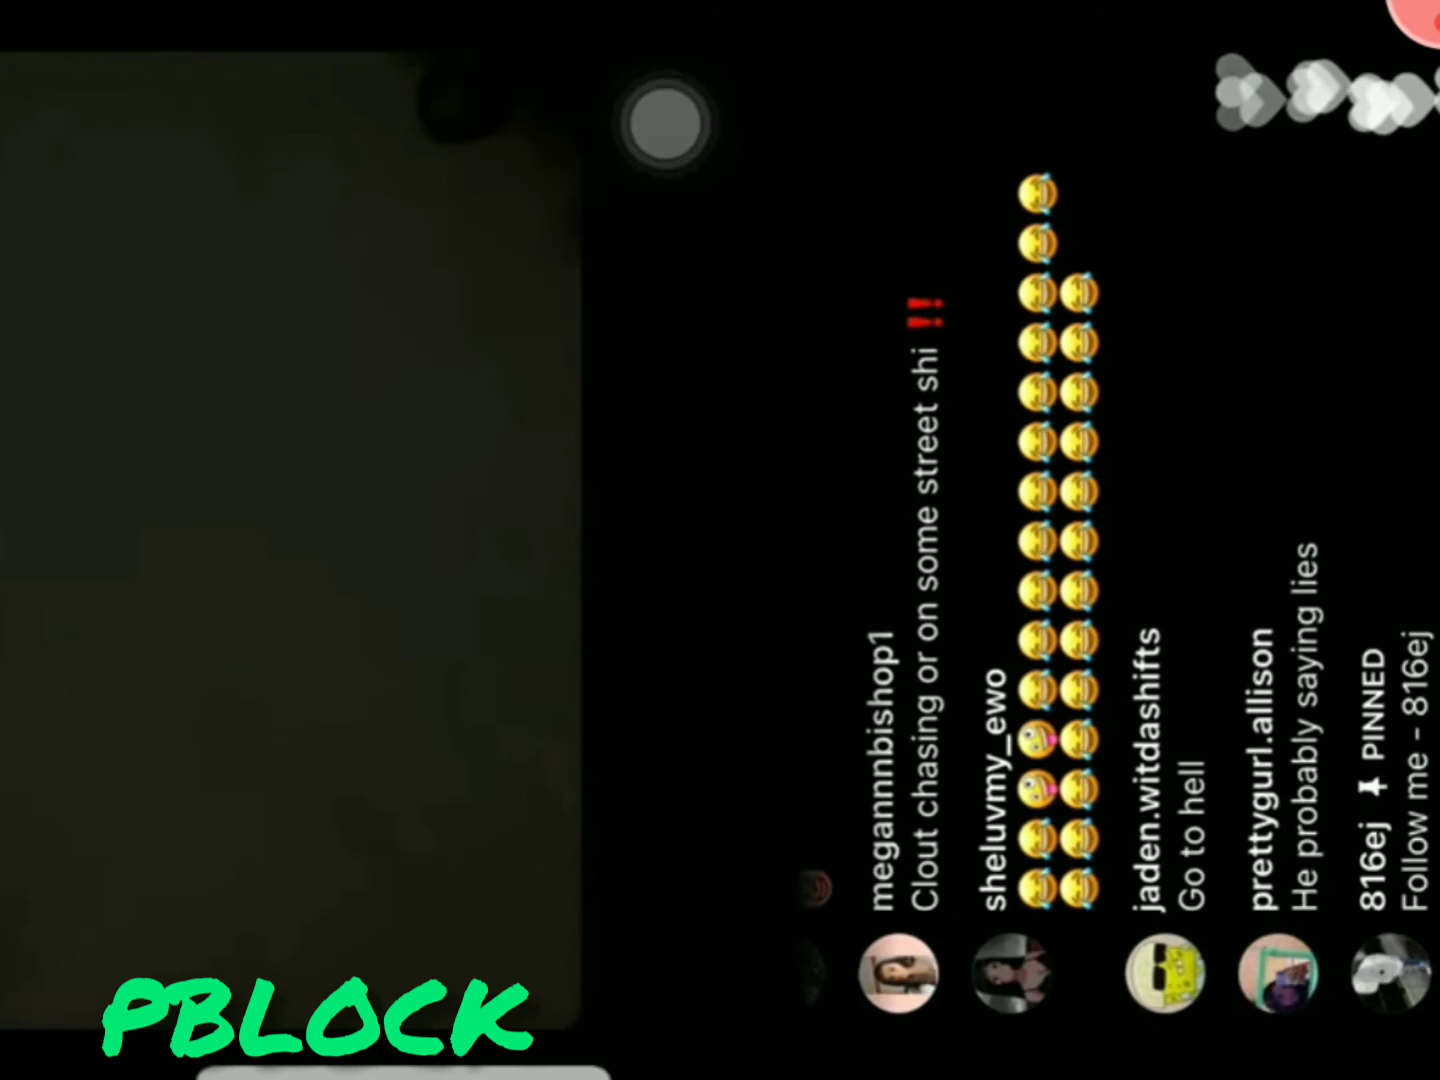 megannnbishop1
Clout chasing or on some street shi ‼️
sheluvmy_ewo
😂😂🤪🤪😂😂😂😂😂😂😂😂😂😂😂
😂😂😂😂😂😂😂😂😂😂😂😂😂
jaden.witdashifts
Go to hell
prettygurl.allison
He probably saying lies
816ej 📌 PINNED
Follow me - 816ej
PBLOCK